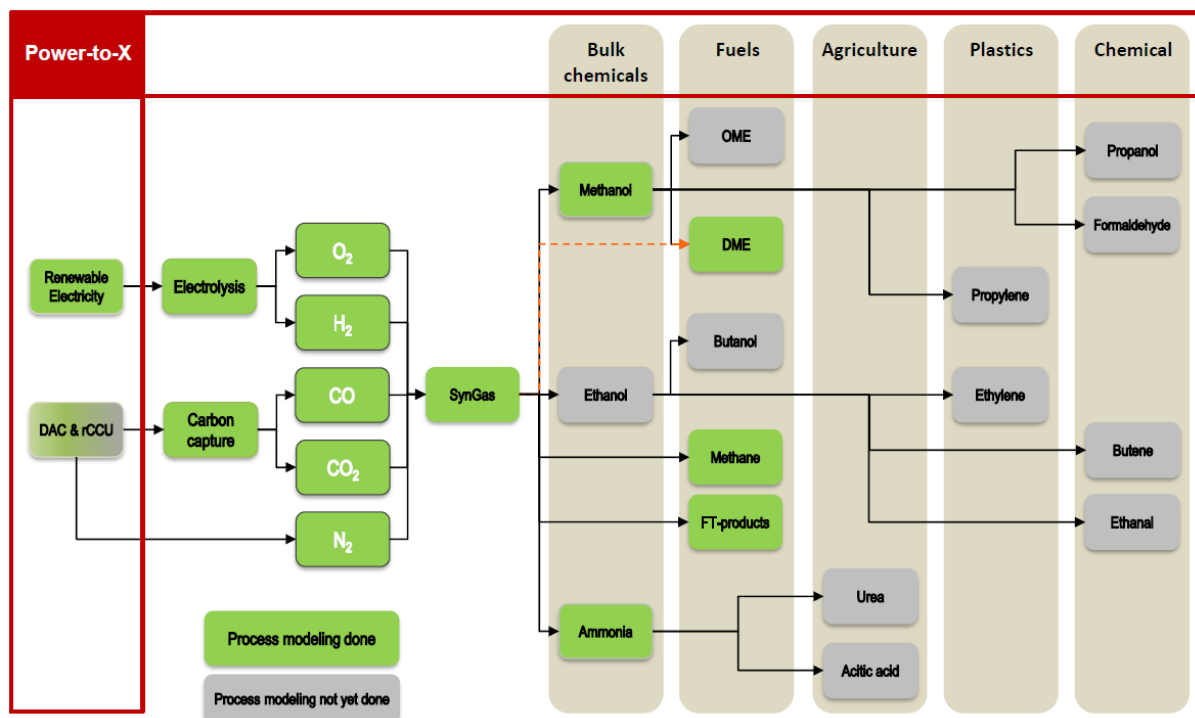 Power-to-X
Bulk
chemicals
Fuels
Agriculture
Plastics
Chemical
OME
Propanol
Methanol
Formaldehyde
DME
O₂
Renewable
Electricity
Electrolysis
Propylene
H₂
Butanol
CO
SynGas
Ethanol
Ethylene
DAC & rCCU
Carbon
capture
Methane
Butene
CO₂
FT-products
Ethanal
N₂
Urea
Process modeling done
Ammonia
Acitic acid
Process modeling not yet done